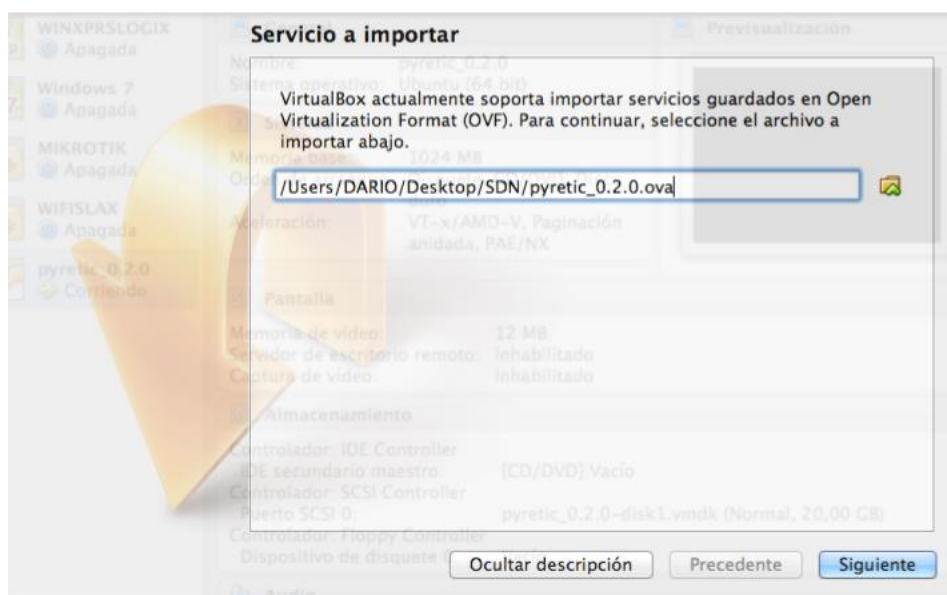 WINXPRSLOGIX
Apagada
Windows 7
Apagada
MIKROTIK
Apagada
WIFISLAX
Apagada
pyretic_0.2.0
Corriendo
General
Previsualización
Servicio a importar
Nombre: pyretic_0.2.0
Sistema operativo: Ubuntu (64 bit)
VirtualBox actualmente soporta importar servicios guardados en Open
Virtualization Format (OVF). Para continuar, seleccione el archivo a
importar abajo.
Memoria base: 1024 MB
/Users/DARIO/Desktop/SDN/pyretic_0.2.0.ova
Aceleración: VT-x/AMD-V, Paginación
anidada, PAE/NX
Pantalla
Memoria de vídeo: 12 MB
Servidor de escritorio remoto: Inhabilitado
Captura de vídeo: Inhabilitado
Almacenamiento
Controlador: IDE Controller
IDE secundario maestro: [CD/DVD] Vacío
Controlador: SCSI Controller
Puerto SCSI 0: pyretic_0.2.0-disk1.vmdk (Normal, 20,00 GB)
Controlador: Floppy Controller
Dispositivo de disquete
Ocultar descripción
Precedente
Siguiente
Audio